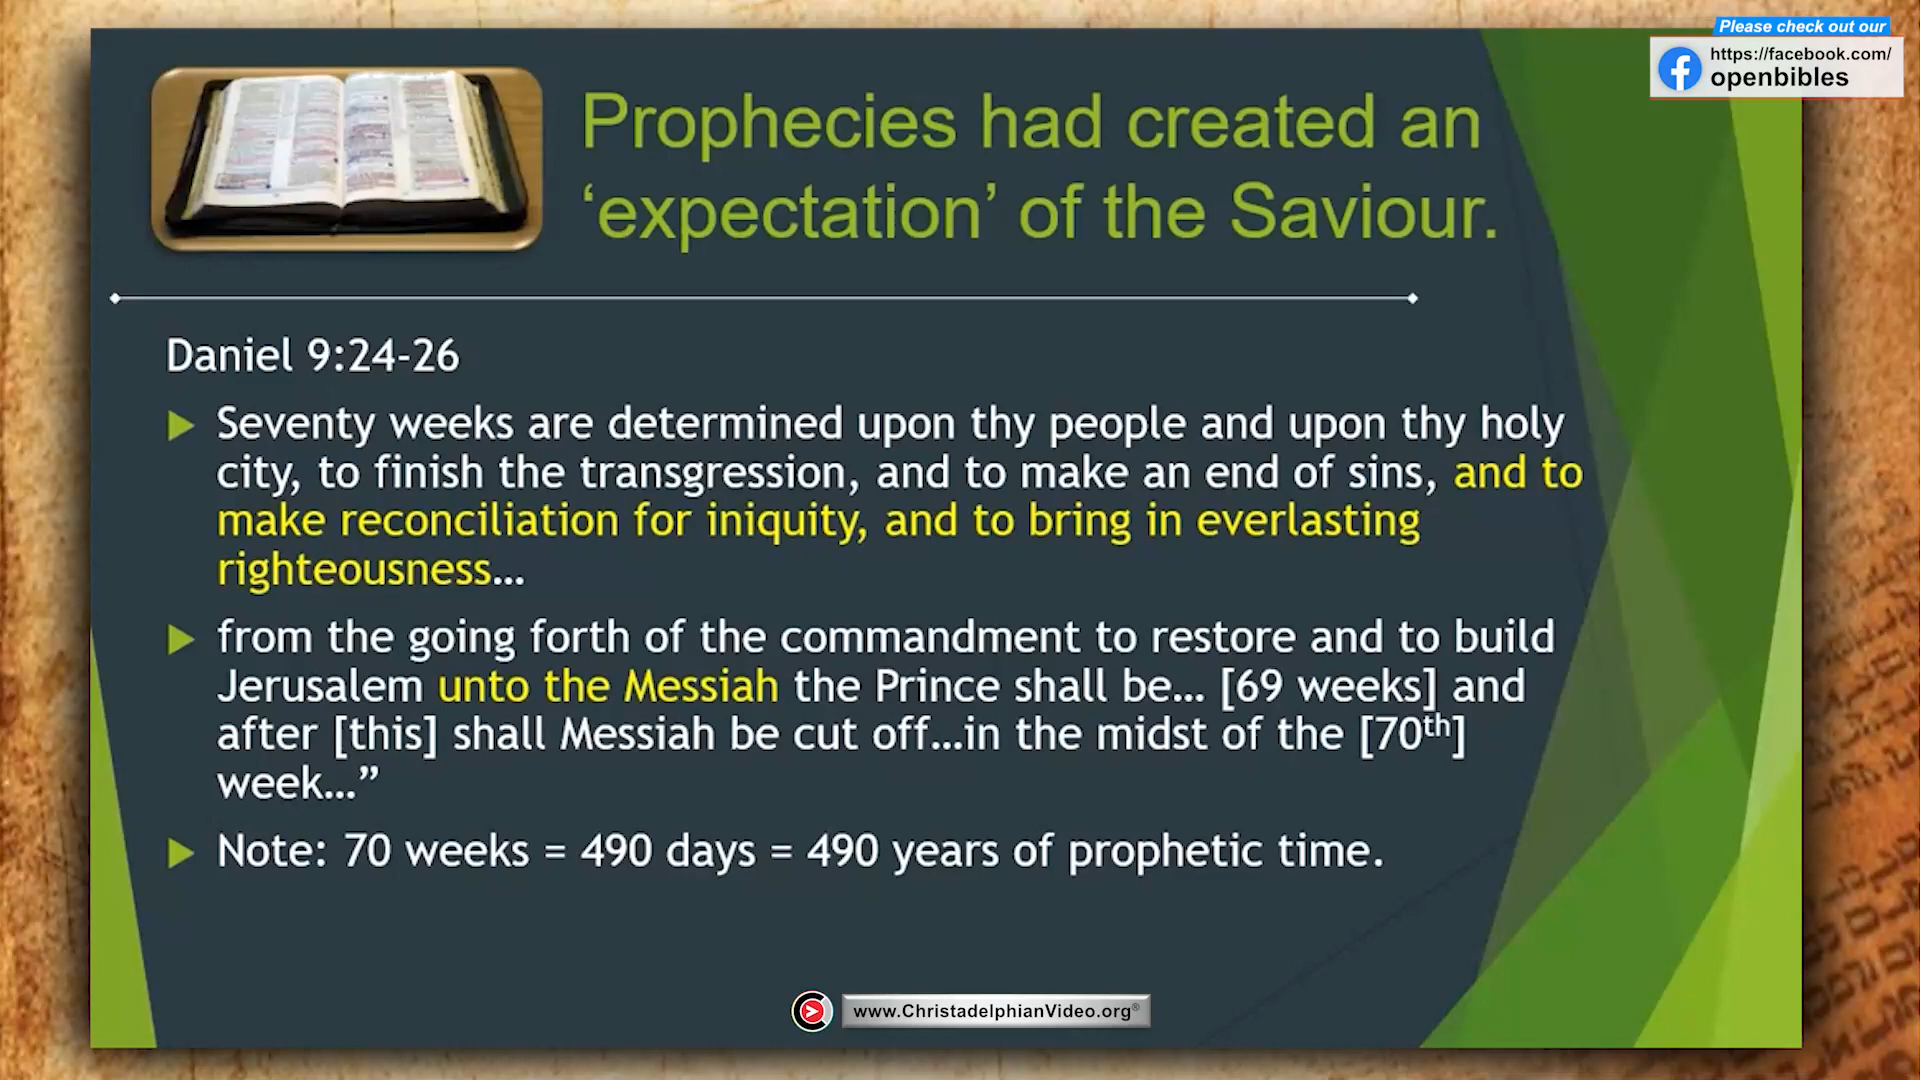 Please check out our
https://facebook.com/
openbibles
Prophecies had created an
‘expectation’ of the Saviour.
Daniel 9:24-26
Seventy weeks are determined upon thy people and upon thy holy
city, to finish the transgression, and to make an end of sins, and to
make reconciliation for iniquity, and to bring in everlasting
righteousness…
from the going forth of the commandment to restore and to build
Jerusalem unto the Messiah the Prince shall be… [69 weeks] and
after [this] shall Messiah be cut off…in the midst of the [70th]
week…”
Note: 70 weeks = 490 days = 490 years of prophetic time.
www.ChristadelphianVideo.org®